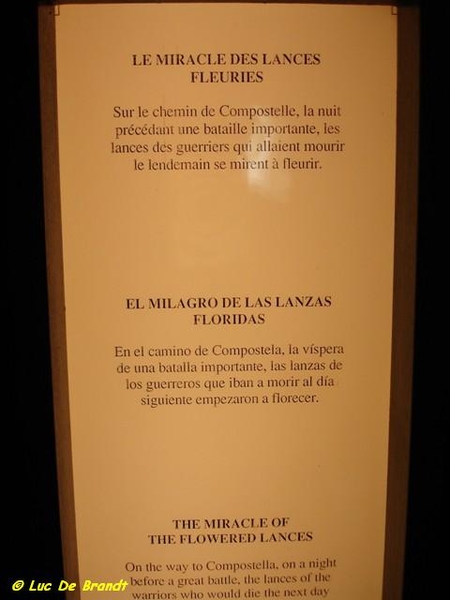 LE MIRACLE DES LANCES
FLEURIES
Sur le chemin de Compostelle, la nuit
précédant une bataille importante, les
lances des guerriers qui allaient mourir
le lendemain se mirent à fleurir.
EL MILAGRO DE LAS LANZAS
FLORIDAS
En el camino de Compostela, la víspera
de una batalla importante, las lanzas de
los guerreros que iban a morir al día
siguiente empezaron a florecer.
THE MIRACLE OF
THE FLOWERED LANCES
On the way to Compostella, on a night
before a great battle, the lances of the
warriors who would die the next day
© Luc De Brandt